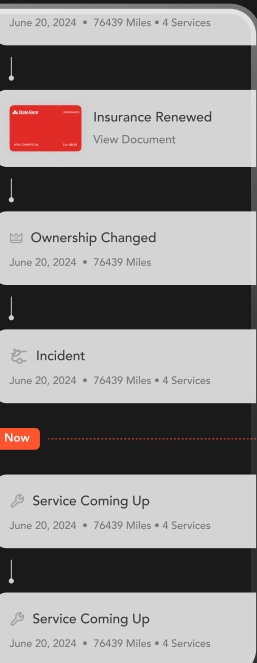 June 20, 2024 • 76439 Miles • 4 Services
StateFarm
Insurance Renewed
View Document
Ownership Changed
June 20, 2024 • 76439 Miles
Incident
June 20, 2024 • 76439 Miles • 4 Services
Now
Service Coming Up
June 20, 2024 • 76439 Miles • 4 Services
Service Coming Up
June 20, 2024 • 76439 Miles • 4 Services